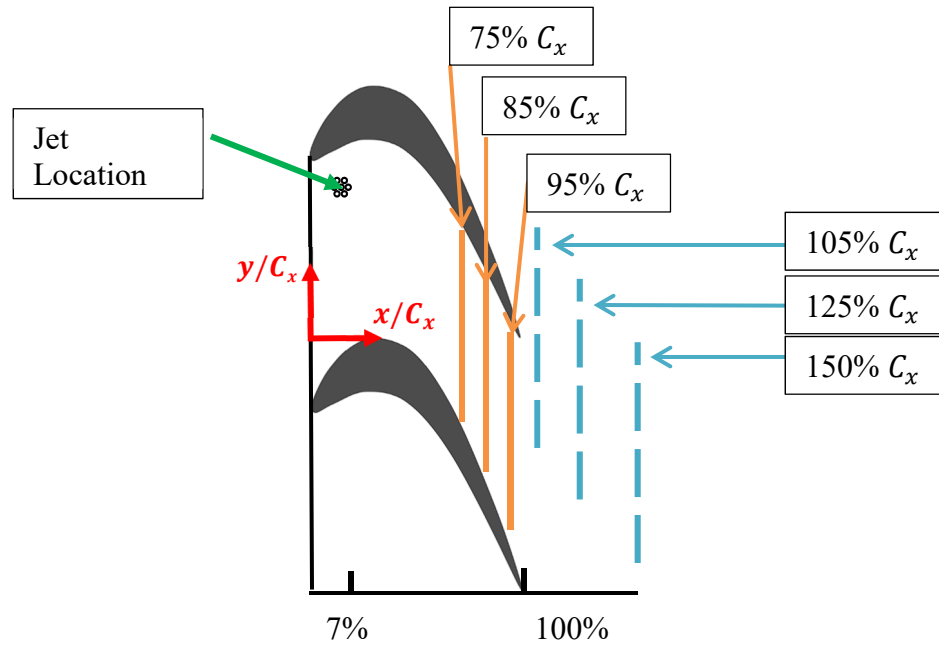 75% Cₓ
85% Cₓ
Jet
Location
95% Cₓ
105% Cₓ
y/Cₓ
125% Cₓ
x/Cₓ
150% Cₓ
7%
100%